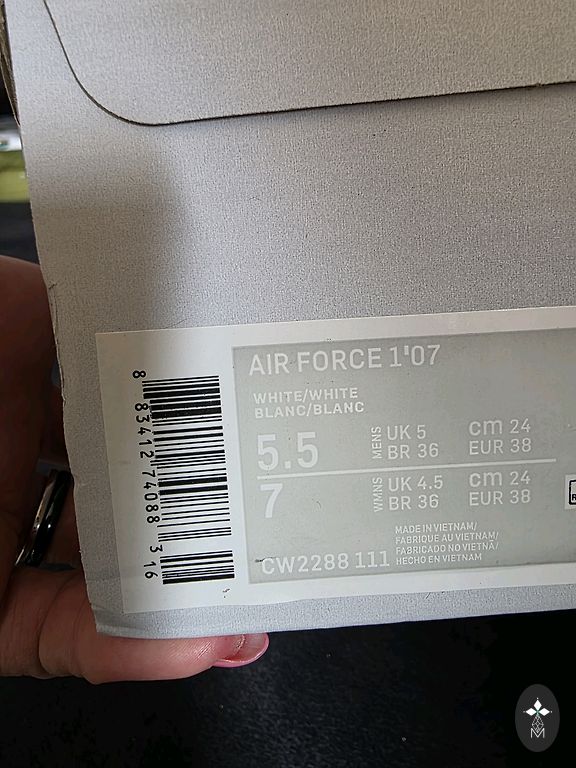 AIR FORCE 1'07
WHITE/WHITE
BLANC/BLANC
5.5 MENS UK 5 cm 24
BR 36 EUR 38
7 WMNS UK 4.5 cm 24
BR 36 EUR 38
MADE IN VIETNAM/
FABRIQUE AU VIETNAM/
FABRICADO NO VIETNÃ/
CW2288 111 HECHO EN VIETNAM
8 83412 74088 3 16
M